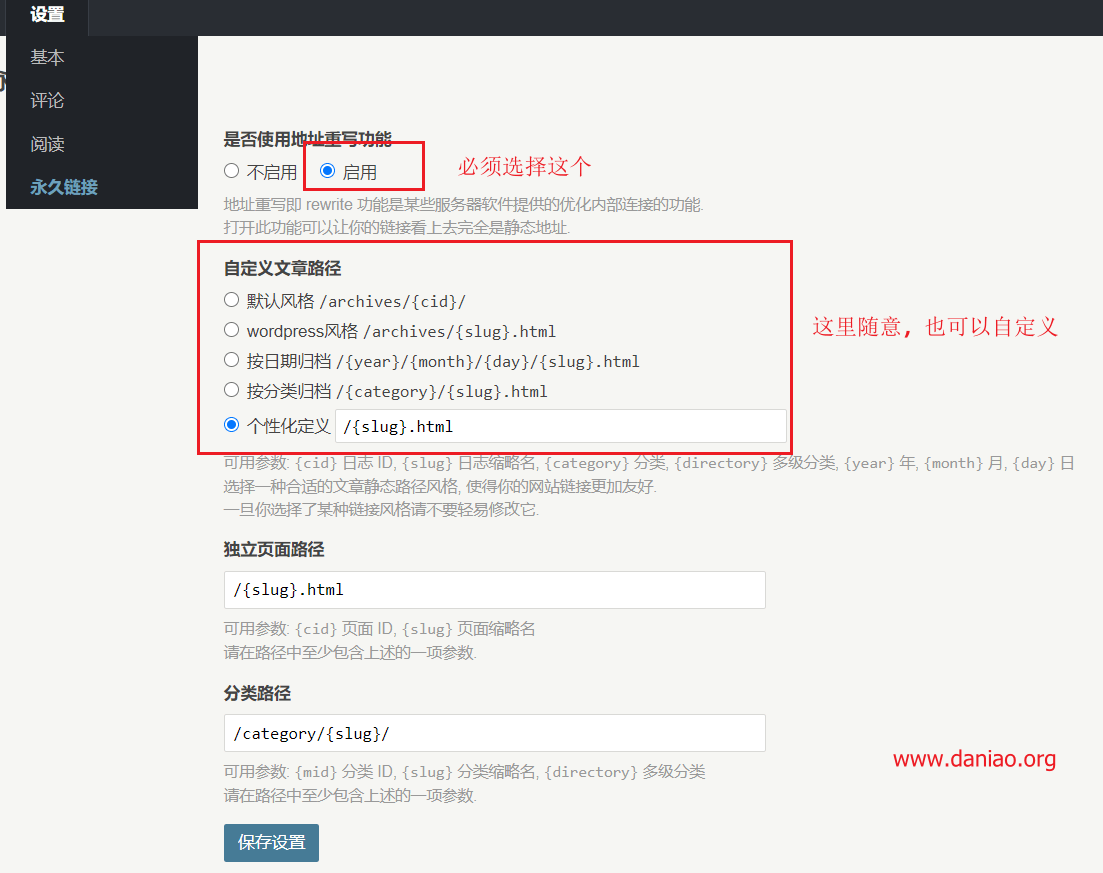 设置
基本
评论
阅读
永久链接
是否使用地址重写功能
不启用 启用 必须选择这个
地址重写即 rewrite 功能是某些服务器软件提供的优化内部连接的功能.
打开此功能可以让你的链接看上去完全是静态地址.
自定义文章路径
默认风格 /archives/{cid}/
wordpress风格 /archives/{slug}.html
这里随意，也可以自定义
按日期归档 /{year}/{month}/{day}/{slug}.html
按分类归档 /{category}/{slug}.html
个性化定义 /{slug}.html
可用参数: {cid} 日志 ID, {slug} 日志缩略名, {category} 分类, {directory} 多级分类, {year} 年, {month} 月, {day} 日
选择一种合适的文章静态路径风格, 使得你的网站链接更加友好.
一旦你选择了某种链接风格请不要轻易修改它.
独立页面路径
/{slug}.html
可用参数: {cid} 页面 ID, {slug} 页面缩略名
请在路径中至少包含上述的一项参数.
分类路径
/category/{slug}/
www.daniao.org
可用参数: {mid} 分类 ID, {slug} 分类缩略名, {directory} 多级分类
请在路径中至少包含上述的一项参数.
保存设置